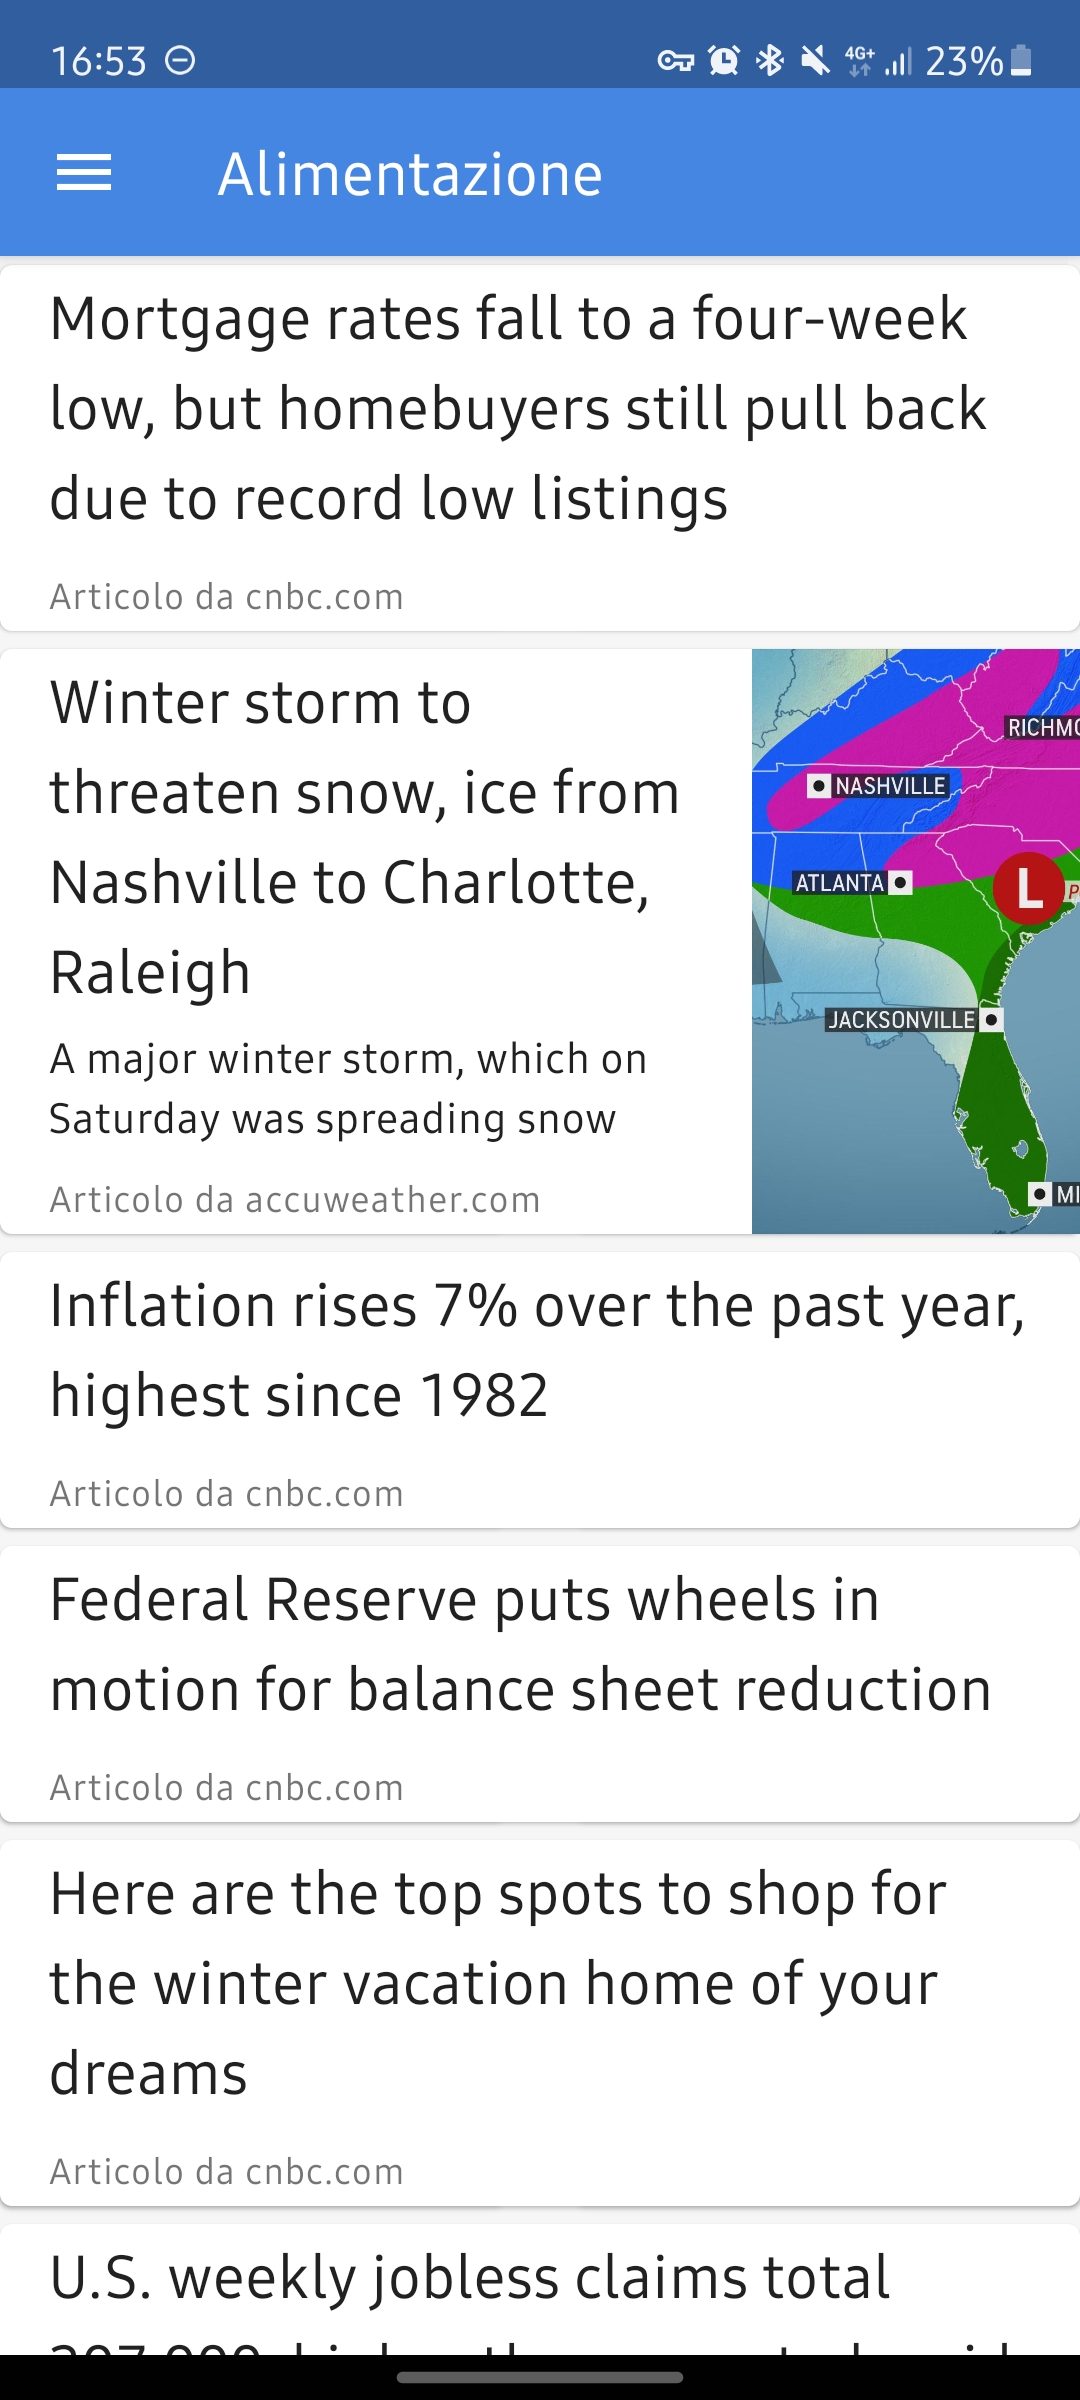 16:53 4G+ 23%
Alimentazione
Mortgage rates fall to a four-week
low, but homebuyers still pull back
due to record low listings
Articolo da cnbc.com
Winter storm to
threaten snow, ice from
Nashville to Charlotte,
Raleigh
A major winter storm, which on
Saturday was spreading snow
Articolo da accuweather.com
NASHVILLE
ATLANTA
L
JACKSONVILLE
Inflation rises 7% over the past year,
highest since 1982
Articolo da cnbc.com
Federal Reserve puts wheels in
motion for balance sheet reduction
Articolo da cnbc.com
Here are the top spots to shop for
the winter vacation home of your
dreams
Articolo da cnbc.com
U.S. weekly jobless claims total